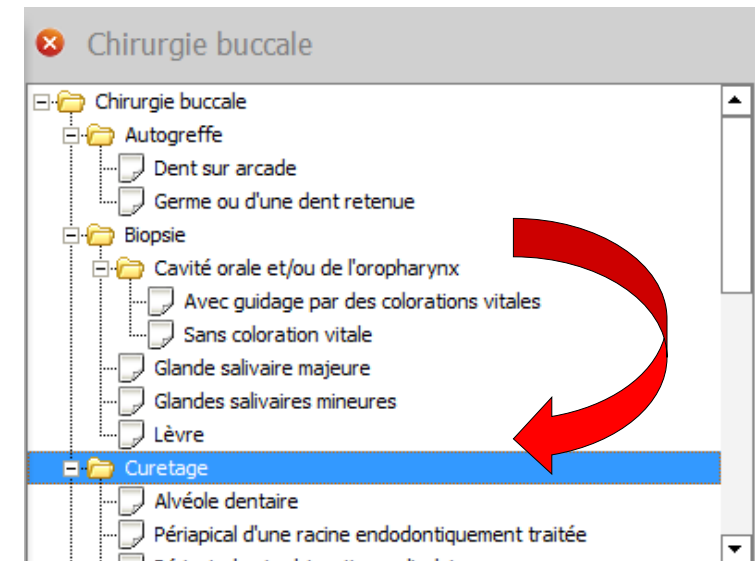 Chirurgie buccale
Chirurgie buccale
Autogreffe
Dent sur arcade
Germe ou d'une dent retenue
Biopsie
Cavité orale et/ou de l'oropharynx
Avec guidage par des colorations vitales
Sans coloration vitale
Glande salivaire majeure
Glandes salivaires mineures
Lèvre
Curetage
Alvéole dentaire
Périapical d'une racine endodontiquement traitée